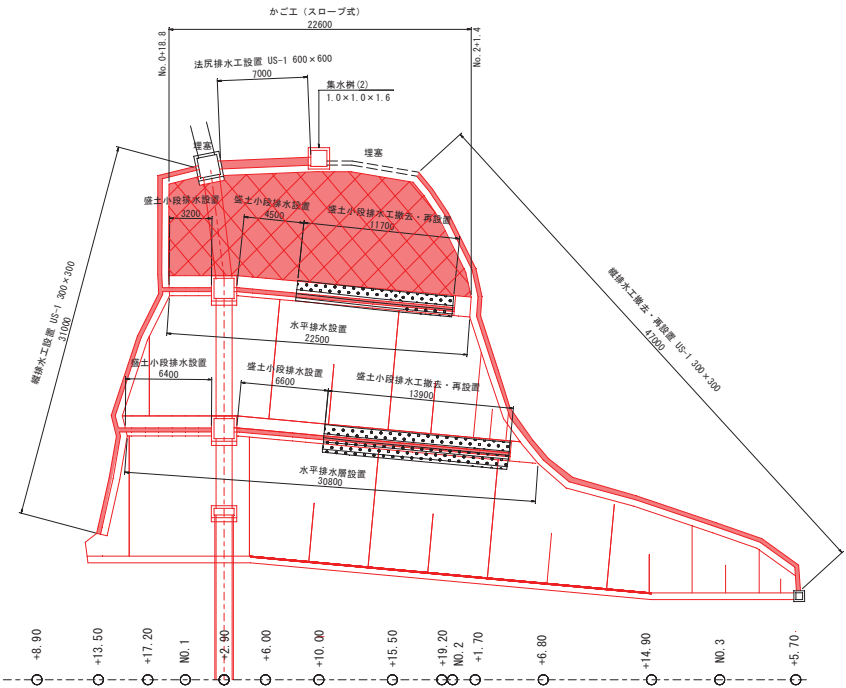 かご工 (スロープ式)
22600
No.0+18.8
No.2+1.4
法尻排水工設置 US-1 600×600
7000
集水桝(2)
1.0×1.0×1.6
埋塞
埋塞
盛土小段排水設置
3200
盛土小段排水設置
4500
盛土小段排水工撤去・再設置
11700
縦排水工設置 US-1 300×300
31000
縦排水工撤去・再設置 US-1 300×300
47000
水平排水設置
22500
盛土小段排水設置
6400
盛土小段排水設置
6600
盛土小段排水工撤去・再設置
13900
水平排水層設置
30800
+8.90
+13.50
+17.20
NO.1
+2.90
+6.00
+10.00
+15.50
+19.20
NO.2
+1.70
+6.80
+14.90
NO.3
+5.70